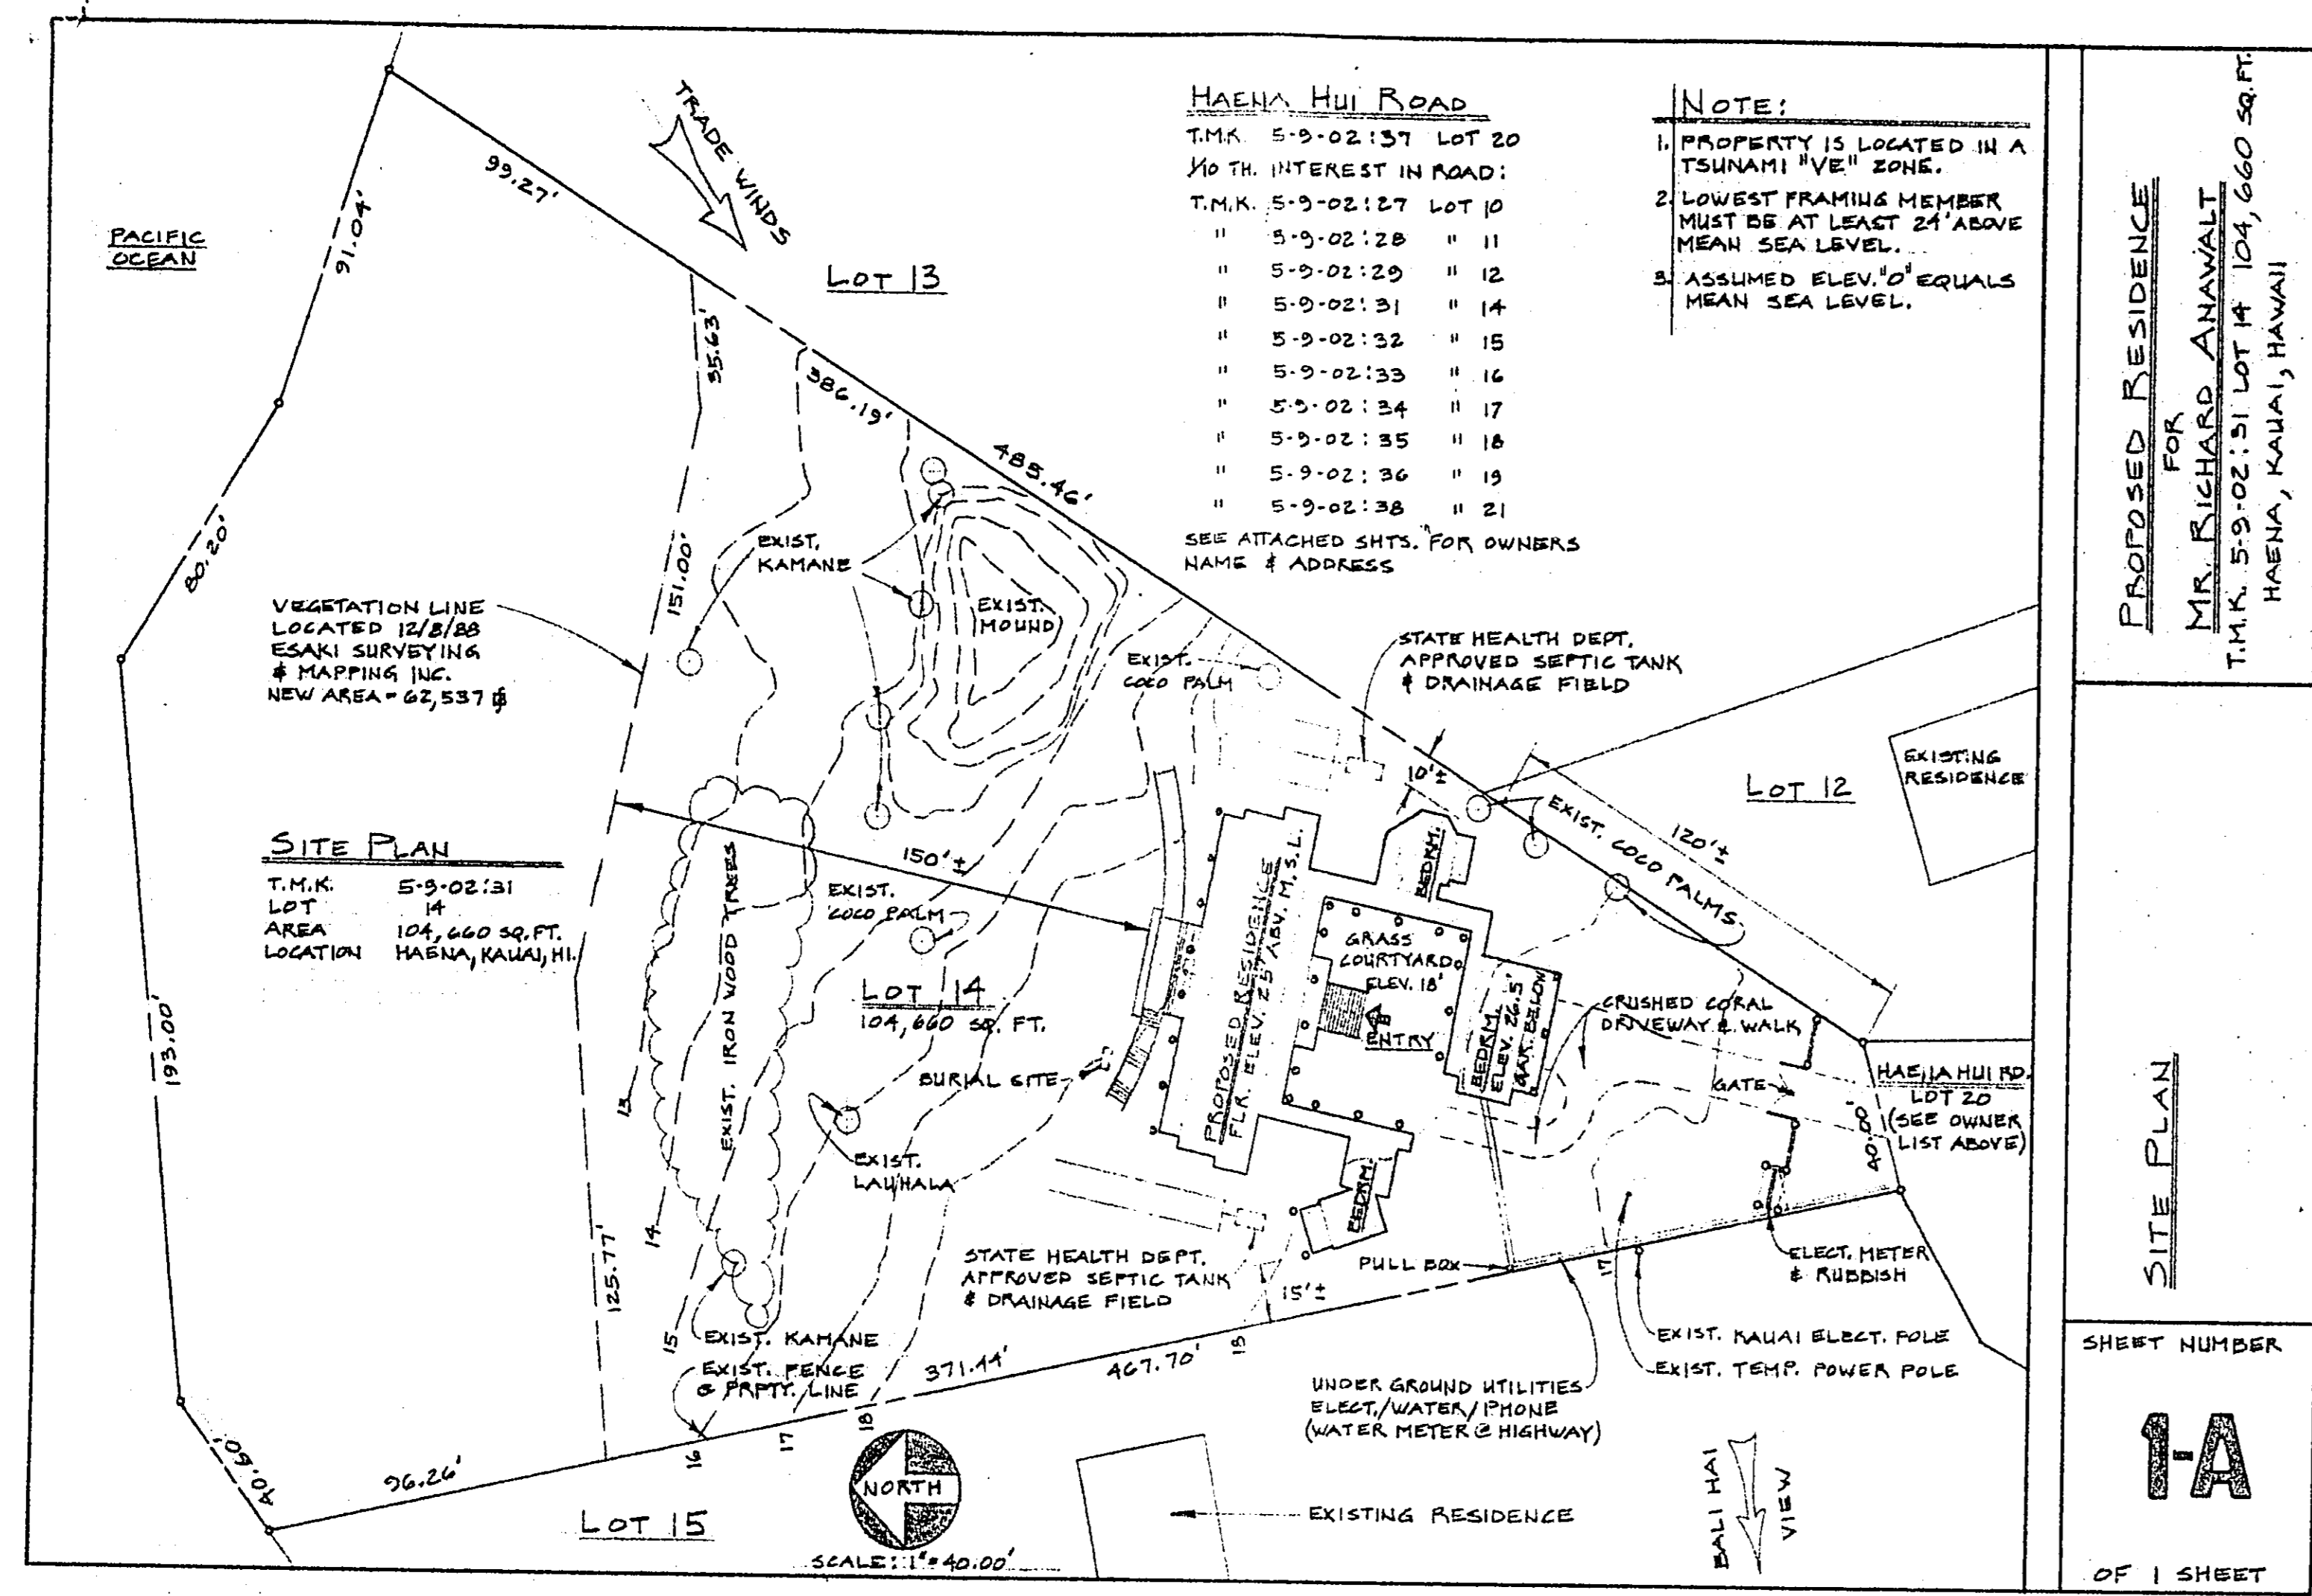 TRADE WINDS
99.27'
91.04'
PACIFIC
OCEAN
LOT 13
35.63'
386.19'
485.46'
80.20'
151.00'
HAENA HUI ROAD
T.M.K. 5-9-02:37 LOT 20
1/10 TH. INTEREST IN ROAD:
T.M.K. 5-9-02:27 LOT 10
" 5-9-02:28 " 11
" 5-9-02:29 " 12
" 5-9-02:31 " 14
" 5-9-02:32 " 15
" 5-9-02:33 " 16
" 5-9-02:34 " 17
" 5-9-02:35 " 18
" 5-9-02:36 " 19
" 5-9-02:38 " 21
SEE ATTACHED SHTS. FOR OWNERS
NAME & ADDRESS
NOTE:
1. PROPERTY IS LOCATED IN A
TSUNAMI "VE" ZONE.
2. LOWEST FRAMING MEMBER
MUST BE AT LEAST 24' ABOVE
MEAN SEA LEVEL.
3. ASSUMED ELEV. "0" EQUALS
MEAN SEA LEVEL.
EXIST.
KAMANE
EXIST.
MOUND
VEGETATION LINE
LOCATED 12/8/88
ESAKI SURVEYING
& MAPPING INC.
NEW AREA = 62,537
EXIST.
COCO PALM
STATE HEALTH DEPT.
APPROVED SEPTIC TANK
& DRAINAGE FIELD
10'±
EXISTING
RESIDENCE
LOT 12
EXIST. COCO PALMS
120'±
SITE PLAN
T.M.K. 5-9-02:31
LOT 14
AREA 104,660 SQ. FT.
LOCATION HAENA, KAUAI, HI.
150'±
EXIST. IRON WOOD TREES
EXIST.
COCO PALM
LOT 14
104,660 SQ. FT.
PROPOSED RESIDENCE
FLR. ELEV. 25' ABV. M.S.L.
BEDRM.
GRASS
COURTYARD
ELEV. 18'
ENTRY
BEDRM.
ELEV. 26.5'
GAR. BELOW
CRUSHED CORAL
DRIVEWAY & WALK
GATE
HAENA HUI RD.
LOT 20
(SEE OWNER
LIST ABOVE)
40.00'
BURIAL SITE
193.00'
13
EXIST.
LAUHALA
14
125.77'
BEDRM.
STATE HEALTH DEPT.
APPROVED SEPTIC TANK
& DRAINAGE FIELD
15'±
PULL BOX
17
ELECT. METER
& RUBBISH
15
EXIST. KAMANE
EXIST. FENCE
@ PRPTY. LINE
371.44'
467.70'
18
EXIST. KAUAI ELECT. POLE
EXIST. TEMP. POWER POLE
UNDER GROUND UTILITIES
ELECT./WATER/PHONE
(WATER METER @ HIGHWAY)
40.60'
96.26'
16
17
18
NORTH
SCALE: 1"=40.00'
LOT 15
EXISTING RESIDENCE
BALI HAI
VIEW
PROPOSED RESIDENCE
FOR
MR. RICHARD ANAWALT
T.M.K. 5-9-02:31 LOT 14 104,660 SQ. FT.
HAENA, KAUAI, HAWAII
SITE PLAN
SHEET NUMBER
1-A
OF 1 SHEET